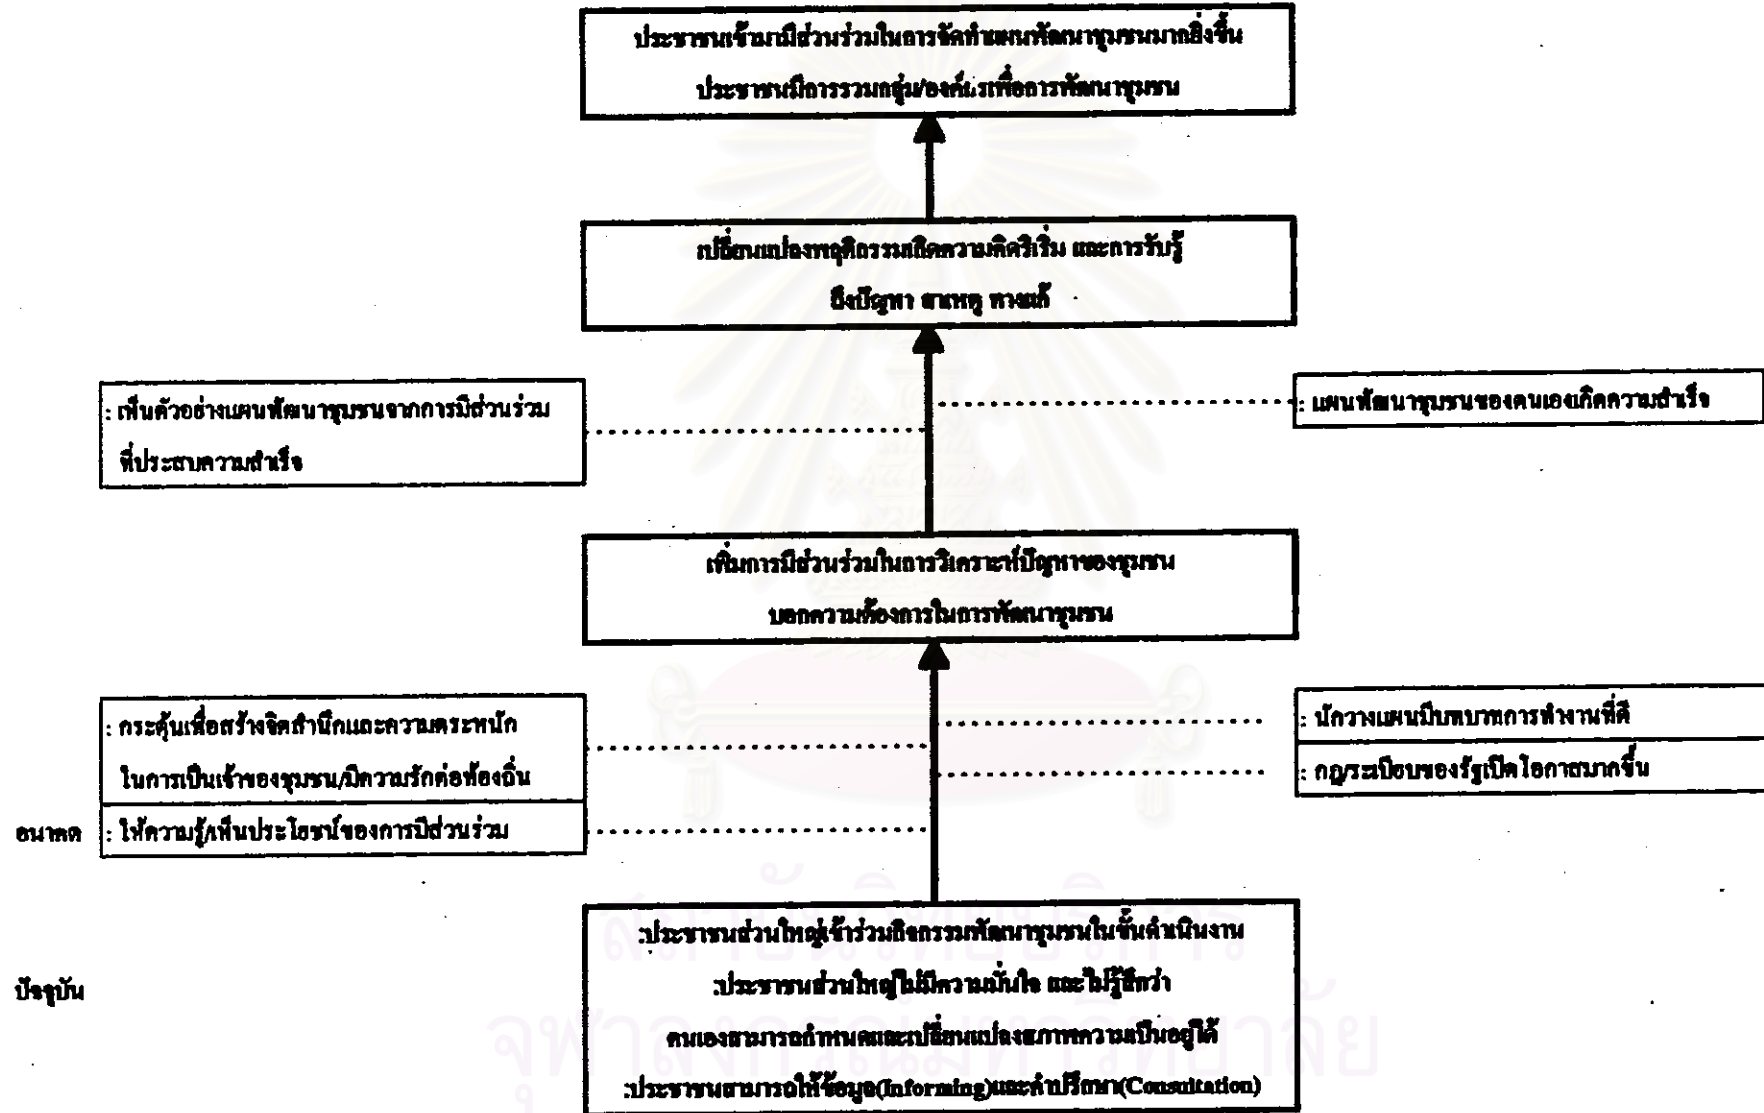 ประชาชนเข้ามามีส่วนร่วมในการจัดทำแผนพัฒนาชุมชนมากยิ่งขึ้น
ประชาชนมีการรวมกลุ่ม/องค์กรเพื่อการพัฒนาชุมชน
เปลี่ยนแปลงพฤติกรรมเกิดความคิดริเริ่ม และการรับรู้
ถึงปัญหา สาเหตุ ทางแก้
: เห็นตัวอย่างแผนพัฒนาชุมชนจากการมีส่วนร่วม
ที่ประสบความสำเร็จ
: แผนพัฒนาชุมชนของตนเองเกิดความสำเร็จ
เพิ่มการมีส่วนร่วมในการวิเคราะห์ปัญหาของชุมชน
บอกความต้องการในการพัฒนาชุมชน
: กระตุ้นเพื่อสร้างจิตสำนึกและความตระหนัก
ในการเป็นเจ้าของชุมชน/มีความรักต่อท้องถิ่น
: นักวางแผนมีบทบาทการทำงานที่ดี
: กฎ/ระเบียบของรัฐเปิดโอกาสมากขึ้น
อนาคต
: ให้ความรู้/เห็นประโยชน์ของการมีส่วนร่วม
ปัจจุบัน
:ประชาชนส่วนใหญ่เข้าร่วมกิจกรรมพัฒนาชุมชนในขั้นดำเนินงาน
:ประชาชนส่วนใหญ่ไม่มีความมั่นใจ และไม่รู้สึกว่า
ตนเองสามารถกำหนดและเปลี่ยนแปลงสภาพความเป็นอยู่ได้
:ประชาชนสามารถให้ข้อมูล(Informing)และคำปรึกษา(Consultation)
สถาบันวิทยบริการ
จุฬาลงกรณ์มหาวิทยาลัย